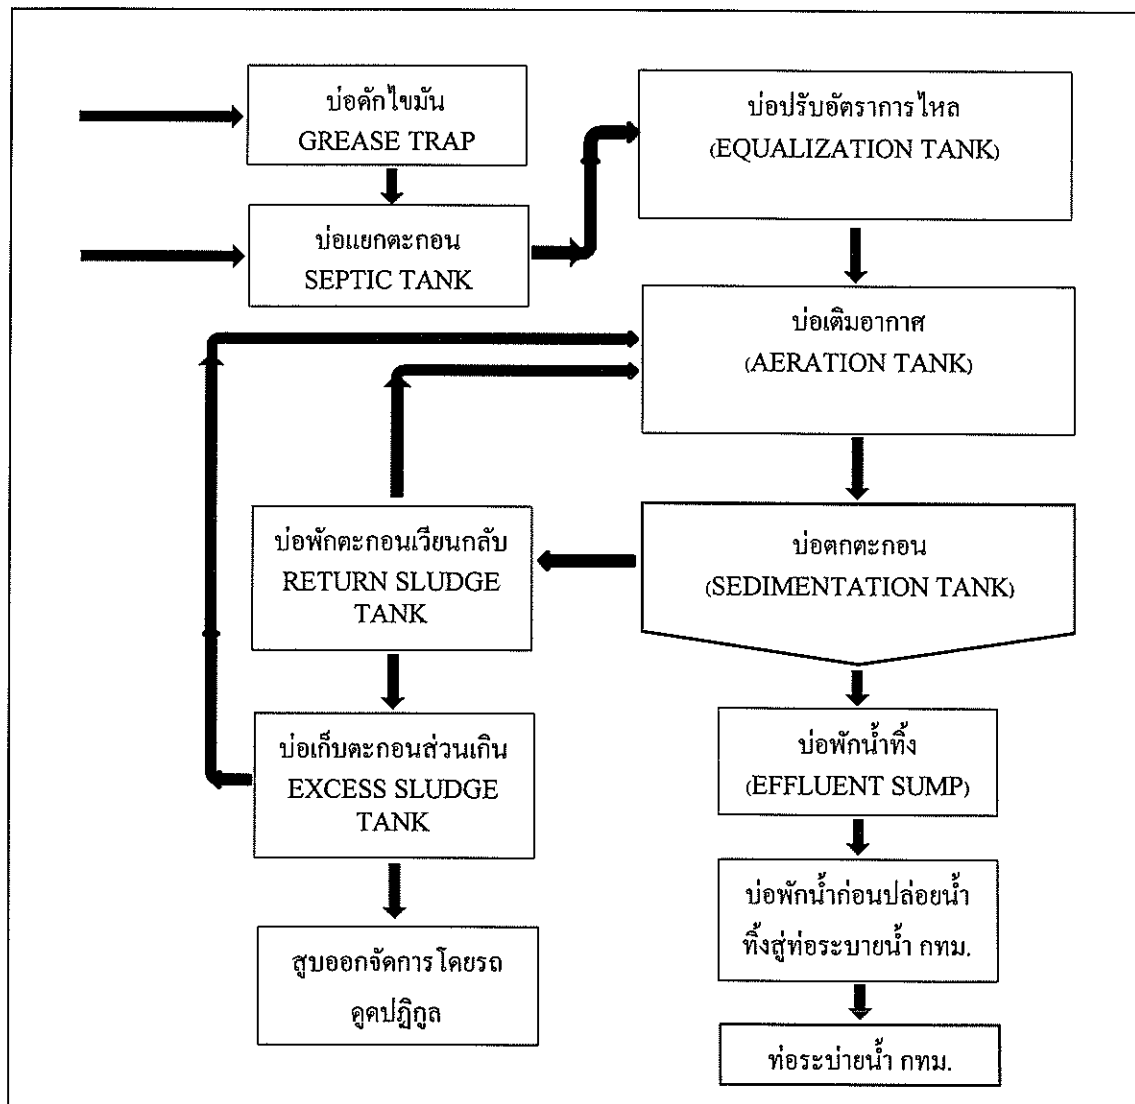 บ่อดักไขมัน
GREASE TRAP
บ่อแยกตะกอน
SEPTIC TANK
บ่อปรับอัตราการไหล
(EQUALIZATION TANK)
บ่อเติมอากาศ
(AERATION TANK)
บ่อตกตะกอน
(SEDIMENTATION TANK)
บ่อพักตะกอนเวียนกลับ
RETURN SLUDGE
TANK
บ่อเก็บตะกอนส่วนเกิน
EXCESS SLUDGE
TANK
สูบออกจัดการโดยรถ
ดูดปฏิกูล
บ่อพักน้ำทิ้ง
(EFFLUENT SUMP)
บ่อพักน้ำก่อนปล่อยน้ำ
ทิ้งสู่ท่อระบายน้ำ กทม.
ท่อระบ่ายน้ำ กทม.